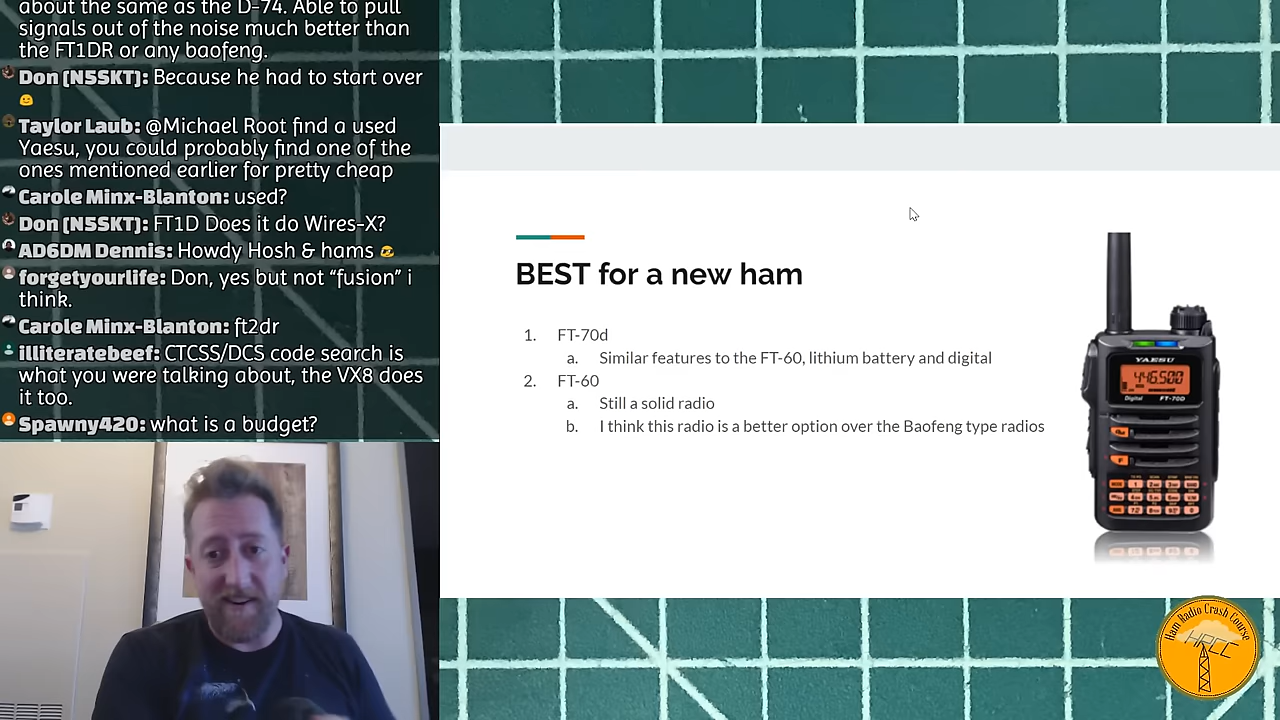 about the same as the D-74. Able to pull
signals out of the noise much better than
the FT1DR or any baofeng.
Don (N5SKT): Because he had to start over
Taylor Laub: @Michael Root find a used
Yaesu, you could probably find one of the
ones mentioned earlier for pretty cheap
Carole Minx-Blanton: used?
Don (N5SKT): FT1D Does it do Wires-X?
AD6DM Dennis: Howdy Hosh & hams
forgetyourlife: Don, yes but not “fusion” i
think.
Carole Minx-Blanton: ft2dr
illiteratebeef: CTCSS/DCS code search is
what you were talking about, the VX8 does
it too.
Spawny420: what is a budget?
BEST for a new ham
1. FT-70d
a. Similar features to the FT-60, lithium battery and digital
2. FT-60
a. Still a solid radio
b. I think this radio is a better option over the Baofeng type radios
YAESU
446.500
Digital FT-70D
Ham Radio Crash Course
HRCC